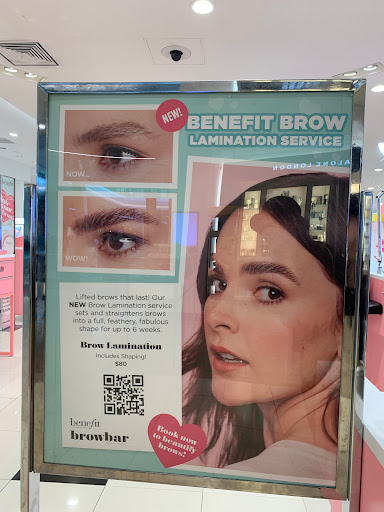 NEW!
BENEFIT BROW
LAMINATION SERVICE
ALONE LONDON
NOW...
WOW!
Lifted brows that last! Our
NEW Brow Lamination service
sets and straightens brows
into a full, feathery, fabulous
shape for up to 6 weeks.
Brow Lamination
Includes Shaping!
$80
benefit
browbar
Book now
to beautify
brows!